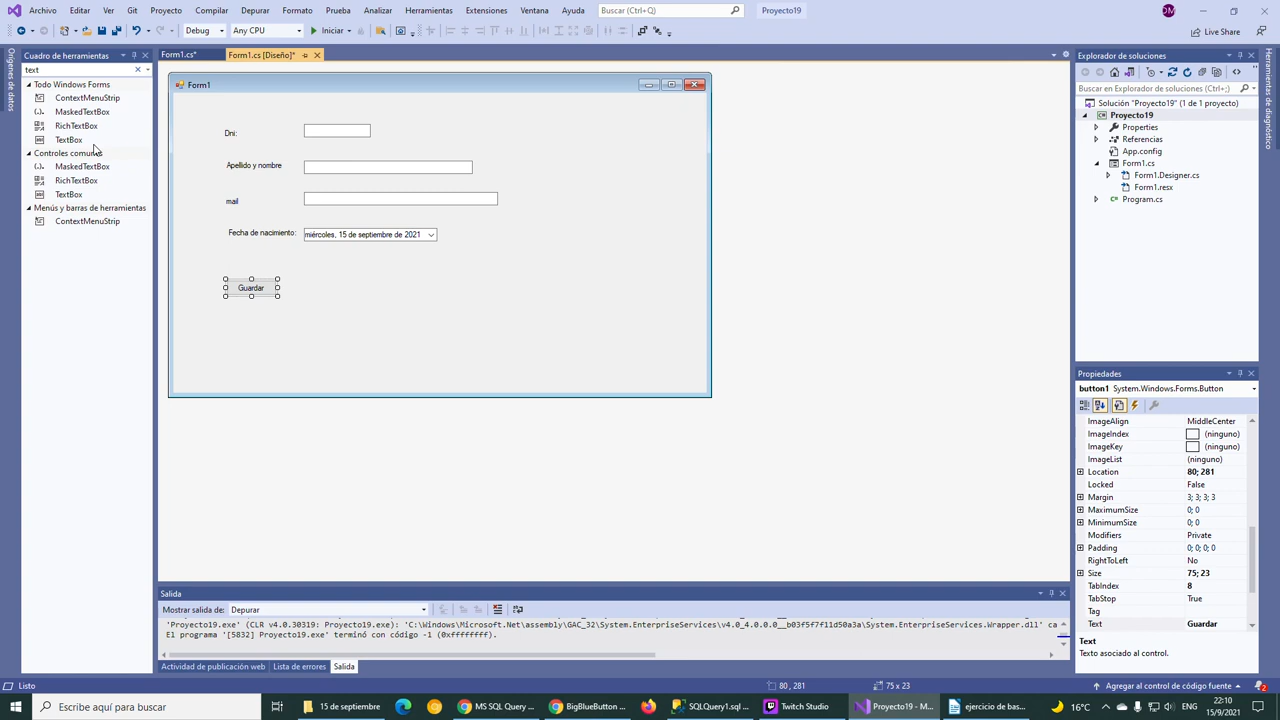 Archivo Editar Ver Git Proyecto Compilar Depurar Formato Prueba Analizar Herramientas Extensiones Ventana Ayuda Buscar (Ctrl+Q) Proyecto19 DM
Debug Any CPU Iniciar Live Share
Orígenes de datos
Cuadro de herramientas
text
Todo Windows Forms
ContextMenuStrip
MaskedTextBox
RichTextBox
TextBox
Controles comunes
MaskedTextBox
RichTextBox
TextBox
Menús y barras de herramientas
ContextMenuStrip
Form1.cs* Form1.cs [Diseño]*
Form1
Dni:
Apellido y nombre
mail
Fecha de nacimiento: miércoles, 15 de septiembre de 2021
Guardar
Salida
Mostrar salida de: Depurar
'Proyecto19.exe' (CLR v4.0.30319: Proyecto19.exe): 'C:\Windows\Microsoft.Net\assembly\GAC_32\System.EnterpriseServices\v4.0_4.0.0.0__b03f5f7f11d50a3a\System.EnterpriseServices.Wrapper.dll' ca
El programa '[5832] Proyecto19.exe' terminó con código -1 (0xffffffff).
Actividad de publicación web Lista de errores Salida
Explorador de soluciones
Buscar en Explorador de soluciones (Ctrl+;)
Solución "Proyecto19" (1 de 1 proyecto)
Proyecto19
Properties
Referencias
App.config
Form1.cs
Form1.Designer.cs
Form1.resx
Program.cs
Herramientas de diagnóstico
Propiedades
button1 System.Windows.Forms.Button
ImageAlign MiddleCenter
ImageIndex (ninguno)
ImageKey (ninguno)
ImageList (ninguno)
Location 80; 281
Locked False
Margin 3; 3; 3; 3
MaximumSize 0; 0
MinimumSize 0; 0
Modifiers Private
Padding 0; 0; 0; 0
RightToLeft No
Size 75; 23
TabIndex 8
TabStop True
Tag
Text Guardar
Text
Texto asociado al control.
Listo 80 , 281 75 x 23 Agregar al control de código fuente 2
Escribe aquí para buscar 15 de septiembre MS SQL Query ... BigBlueButton ... SQLQuery1.sql ... Twitch Studio Proyecto19 - M... ejercicio de bas... 16°C 22:10
15/9/2021